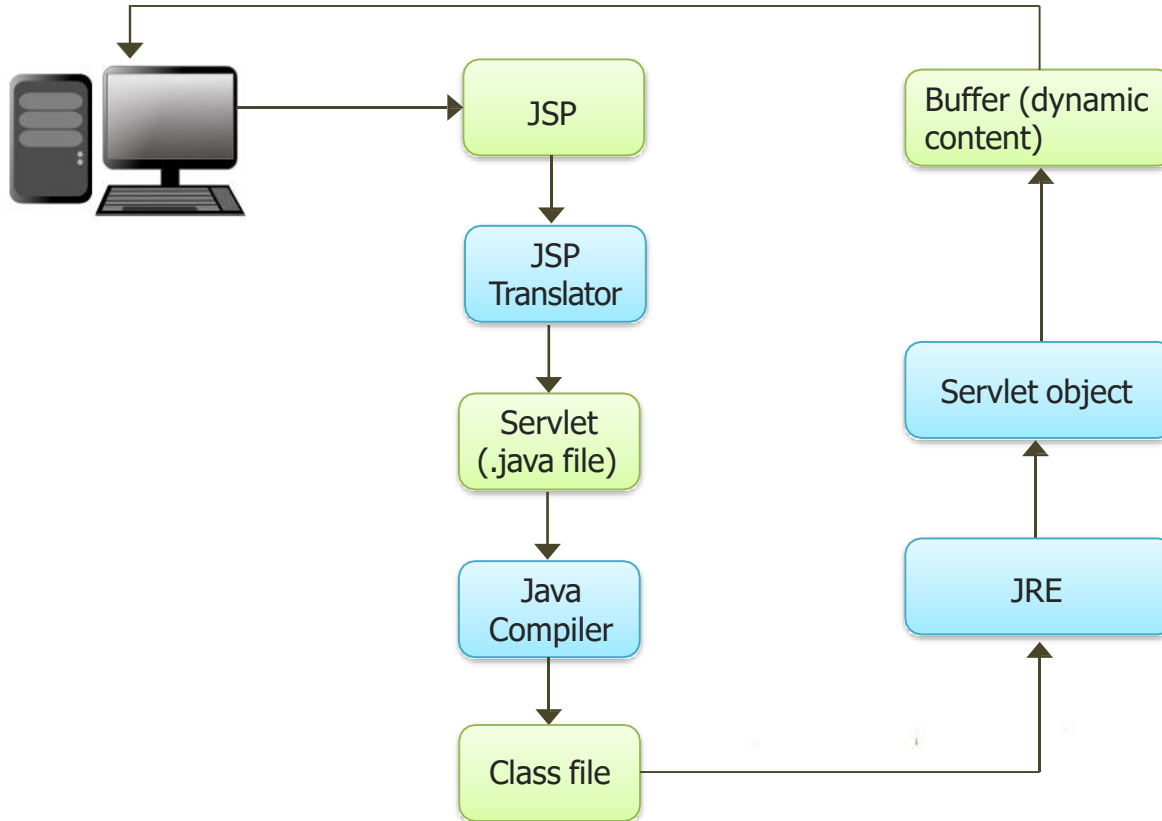 JSP
JSP
Translator
Servlet
(.java file)
Java
Compiler
Class file
JRE
Servlet object
Buffer (dynamic
content)